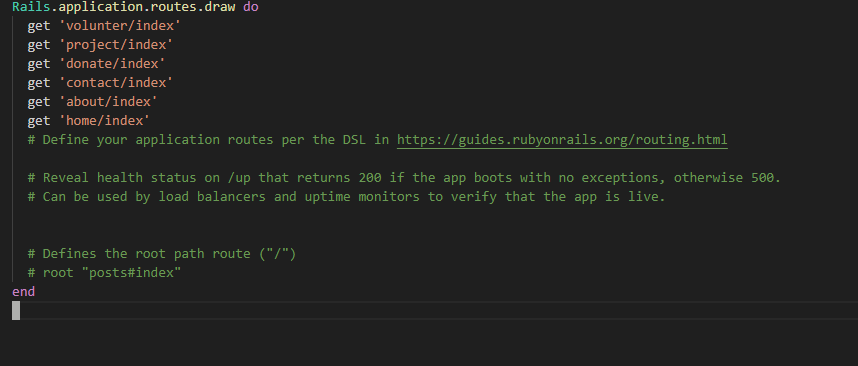 Rails.application.routes.draw do
get 'volunter/index'
get 'project/index'
get 'donate/index'
get 'contact/index'
get 'about/index'
get 'home/index'
# Define your application routes per the DSL in https://guides.rubyonrails.org/routing.html
# Reveal health status on /up that returns 200 if the app boots with no exceptions, otherwise 500.
# Can be used by load balancers and uptime monitors to verify that the app is live.
# Defines the root path route ("/")
# root "posts#index"
end